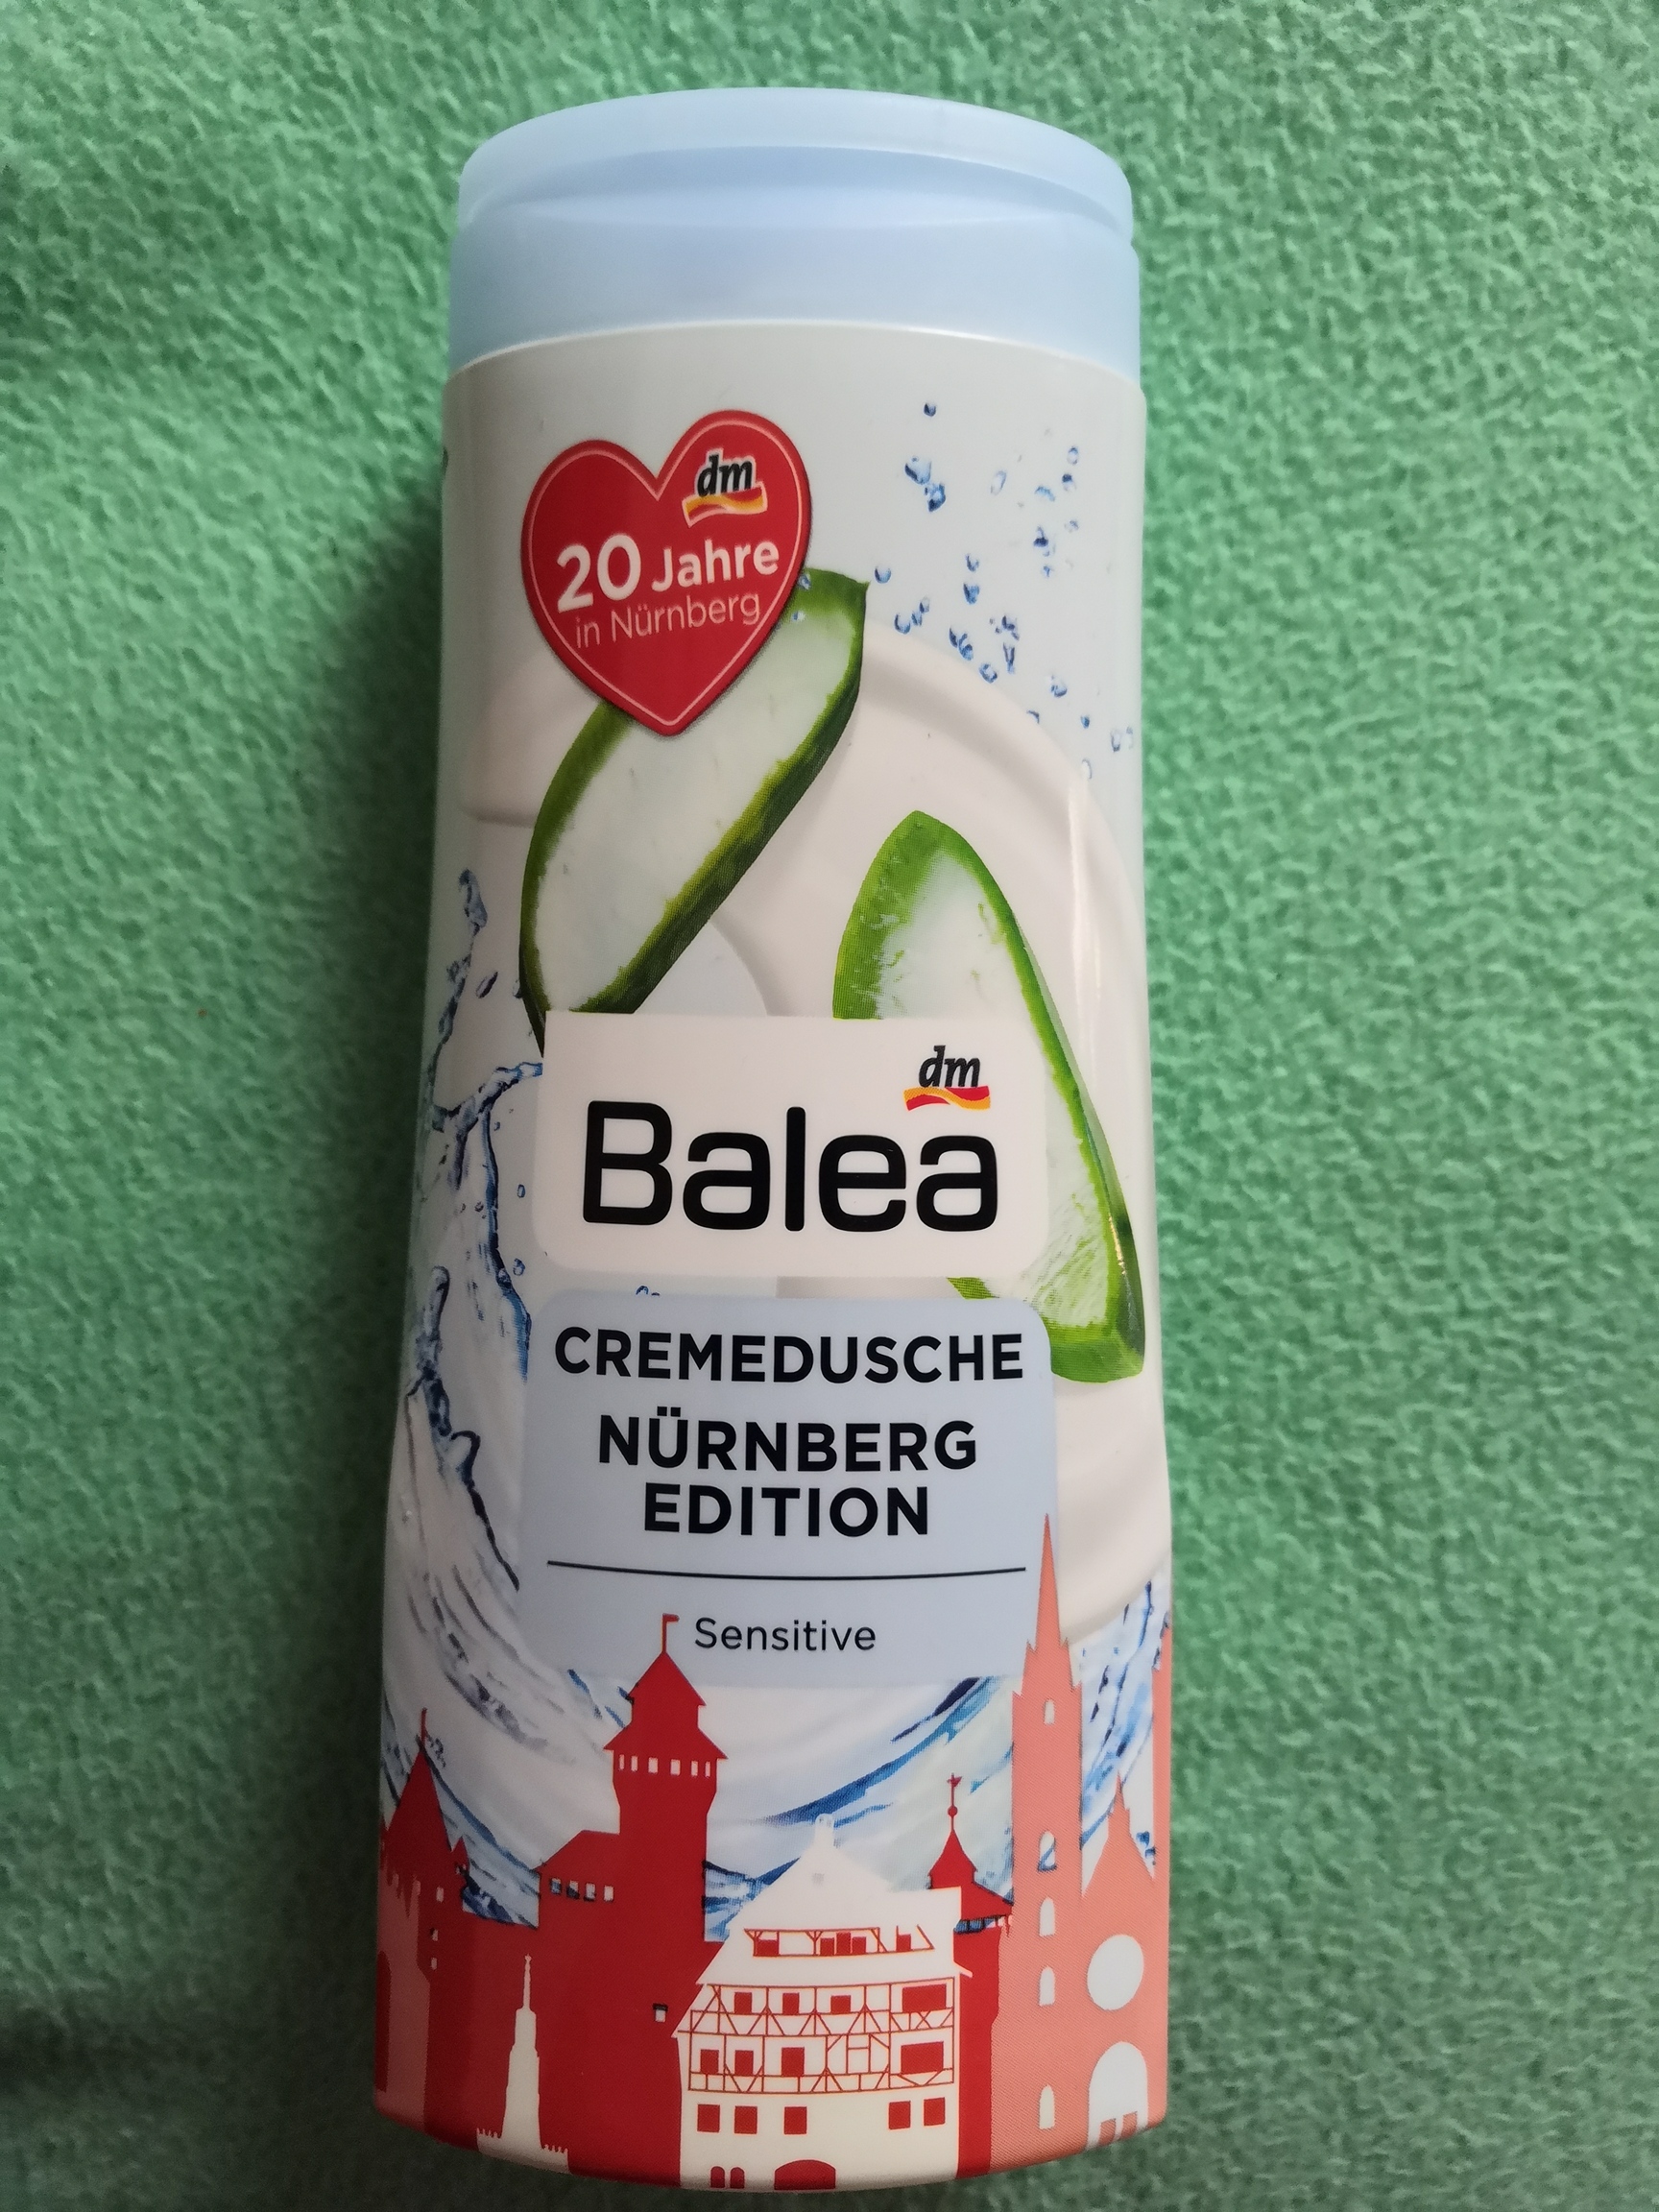 dm
20 Jahre
in Nürnberg
dm
Balea
CREMEDUSCHE
NÜRNBERG
EDITION
Sensitive